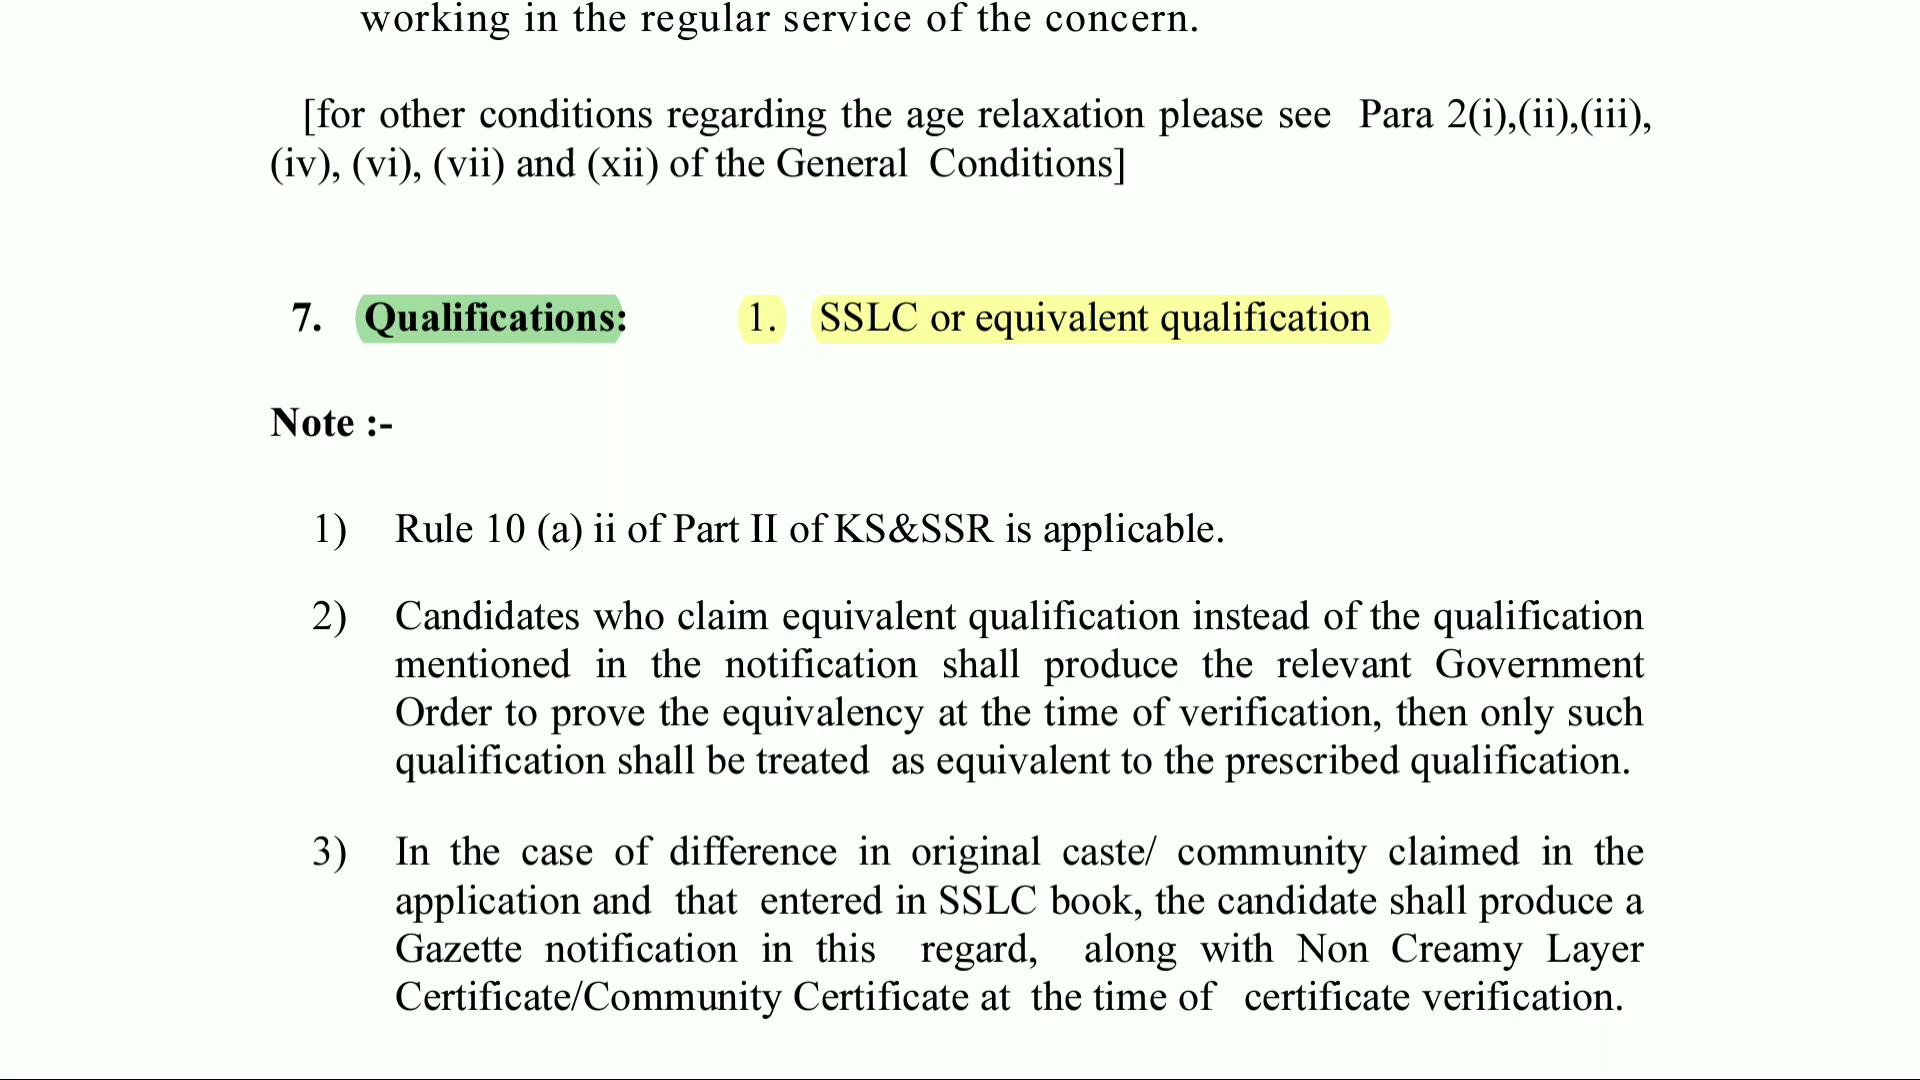 working in the regular service of the concern.
[for other conditions regarding the age relaxation please see Para 2(i),(ii),(iii),
(iv), (vi), (vii) and (xii) of the General Conditions]
7. Qualifications: 1. SSLC or equivalent qualification
Note :-
1) Rule 10 (a) ii of Part II of KS&SSR is applicable.
2) Candidates who claim equivalent qualification instead of the qualification
mentioned in the notification shall produce the relevant Government
Order to prove the equivalency at the time of verification, then only such
qualification shall be treated as equivalent to the prescribed qualification.
3) In the case of difference in original caste/ community claimed in the
application and that entered in SSLC book, the candidate shall produce a
Gazette notification in this regard, along with Non Creamy Layer
Certificate/Community Certificate at the time of certificate verification.